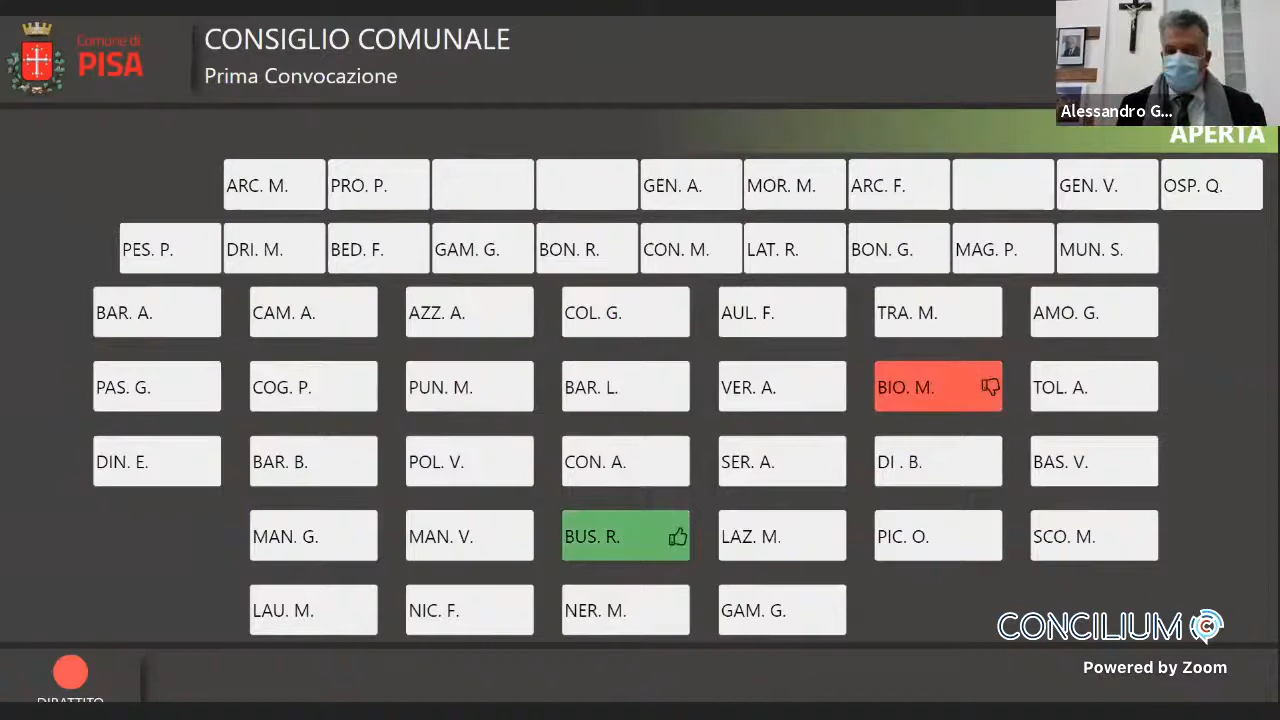 Comune di
PISA
CONSIGLIO COMUNALE
Prima Convocazione
Alessandro G...
APERTA
ARC. M. PRO. P. GEN. A. MOR. M. ARC. F. GEN. V. OSP. Q.
PES. P. DRI. M. BED. F. GAM. G. BON. R. CON. M. LAT. R. BON. G. MAG. P. MUN. S.
BAR. A. CAM. A. AZZ. A. COL. G. AUL. F. TRA. M. AMO. G.
PAS. G. COG. P. PUN. M. BAR. L. VER. A. BIO. M. TOL. A.
DIN. E. BAR. B. POL. V. CON. A. SER. A. DI . B. BAS. V.
MAN. G. MAN. V. BUS. R. LAZ. M. PIC. O. SCO. M.
LAU. M. NIC. F. NER. M. GAM. G.
CONCILIUM
Powered by Zoom
DIBATTITO